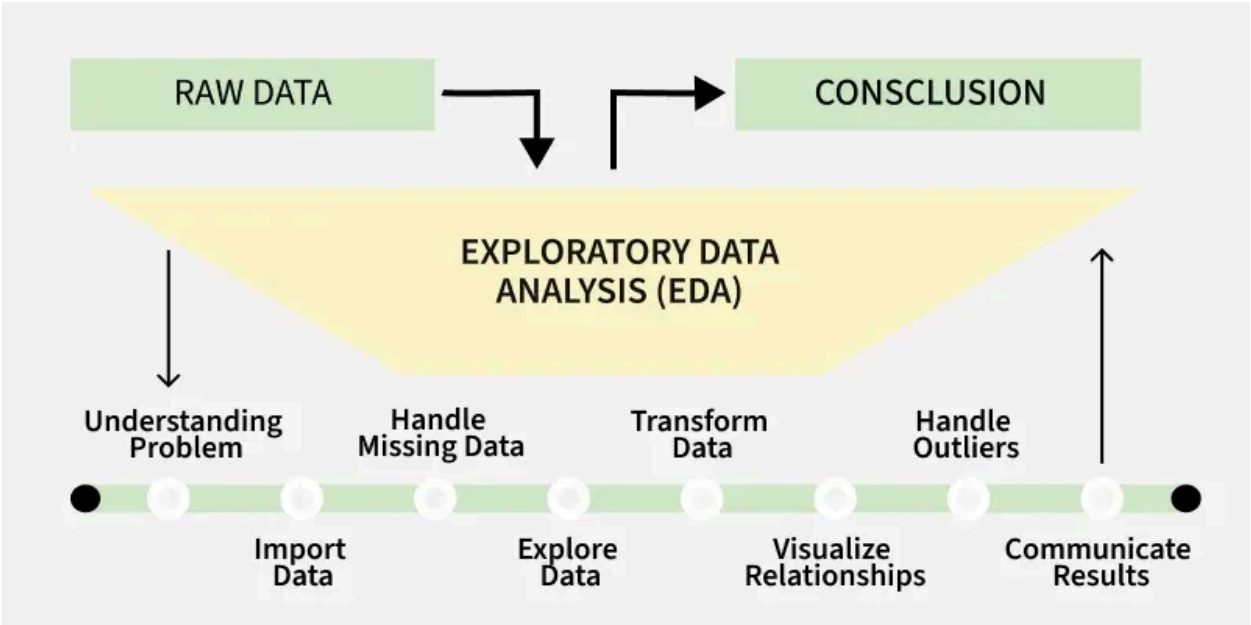 RAW DATA
CONSCLUSION
EXPLORATORY DATA
ANALYSIS (EDA)
Understanding
Problem
Import
Data
Handle
Missing Data
Explore
Data
Transform
Data
Visualize
Relationships
Handle
Outliers
Communicate
Results